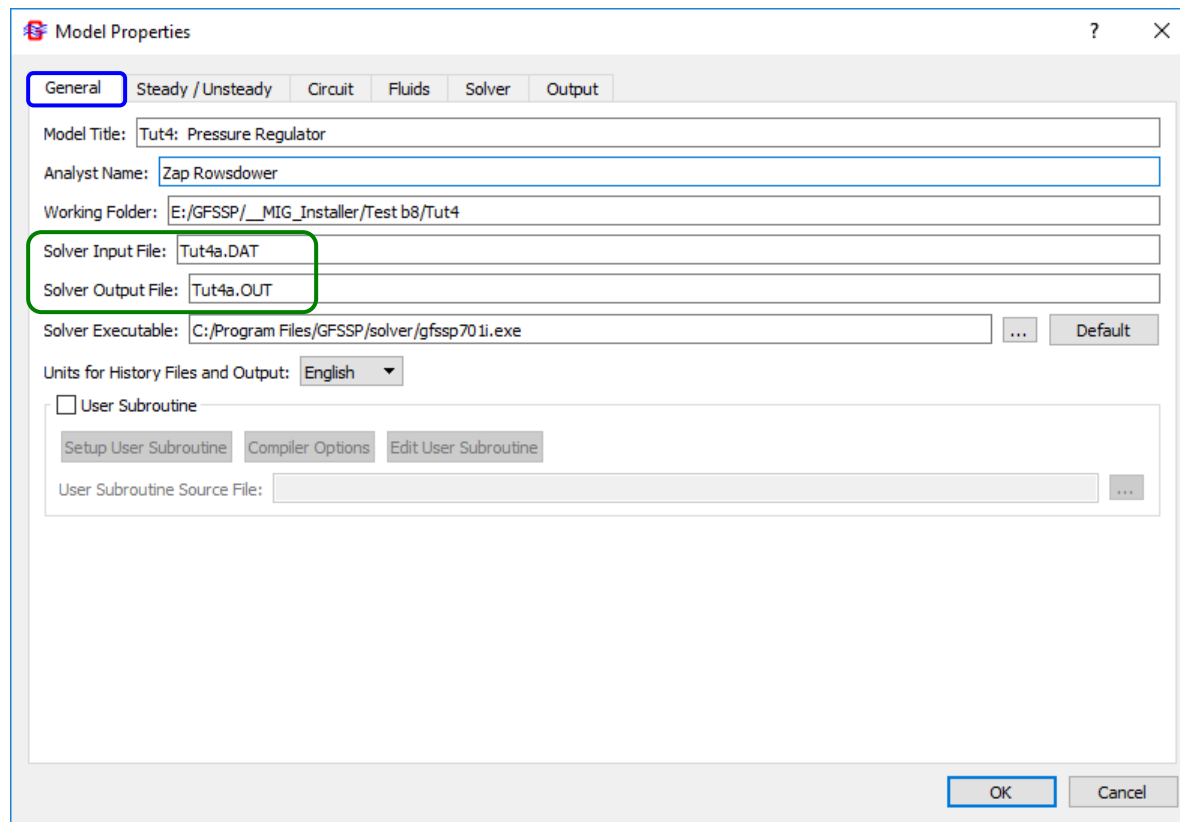 Model Properties ?
General Steady / Unsteady Circuit Fluids Solver Output
Model Title: Tut4: Pressure Regulator
Analyst Name: Zap Rowsdower
Working Folder: E:/GFSSP/__MIG_Installer/Test b8/Tut4
Solver Input File: Tut4a.DAT
Solver Output File: Tut4a.OUT
Solver Executable: C:/Program Files/GFSSP/solver/gfssp701i.exe ... Default
Units for History Files and Output: English
User Subroutine
Setup User Subroutine Compiler Options Edit User Subroutine
User Subroutine Source File: ...
OK Cancel